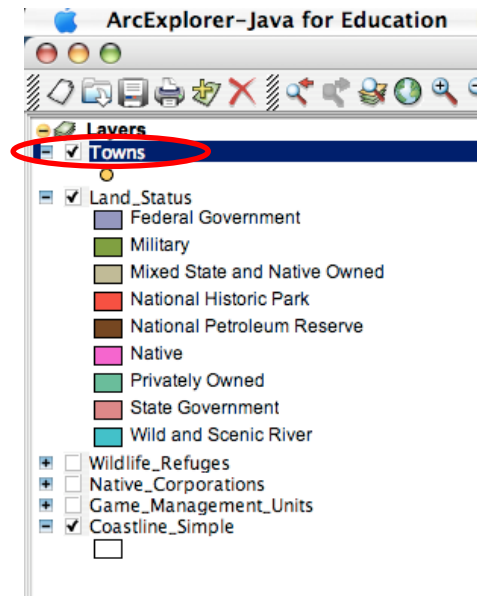 ArcExplorer-Java for Education
Layers
Towns
Land_Status
Federal Government
Military
Mixed State and Native Owned
National Historic Park
National Petroleum Reserve
Native
Privately Owned
State Government
Wild and Scenic River
Wildlife_Refuges
Native_Corporations
Game_Management_Units
Coastline_Simple